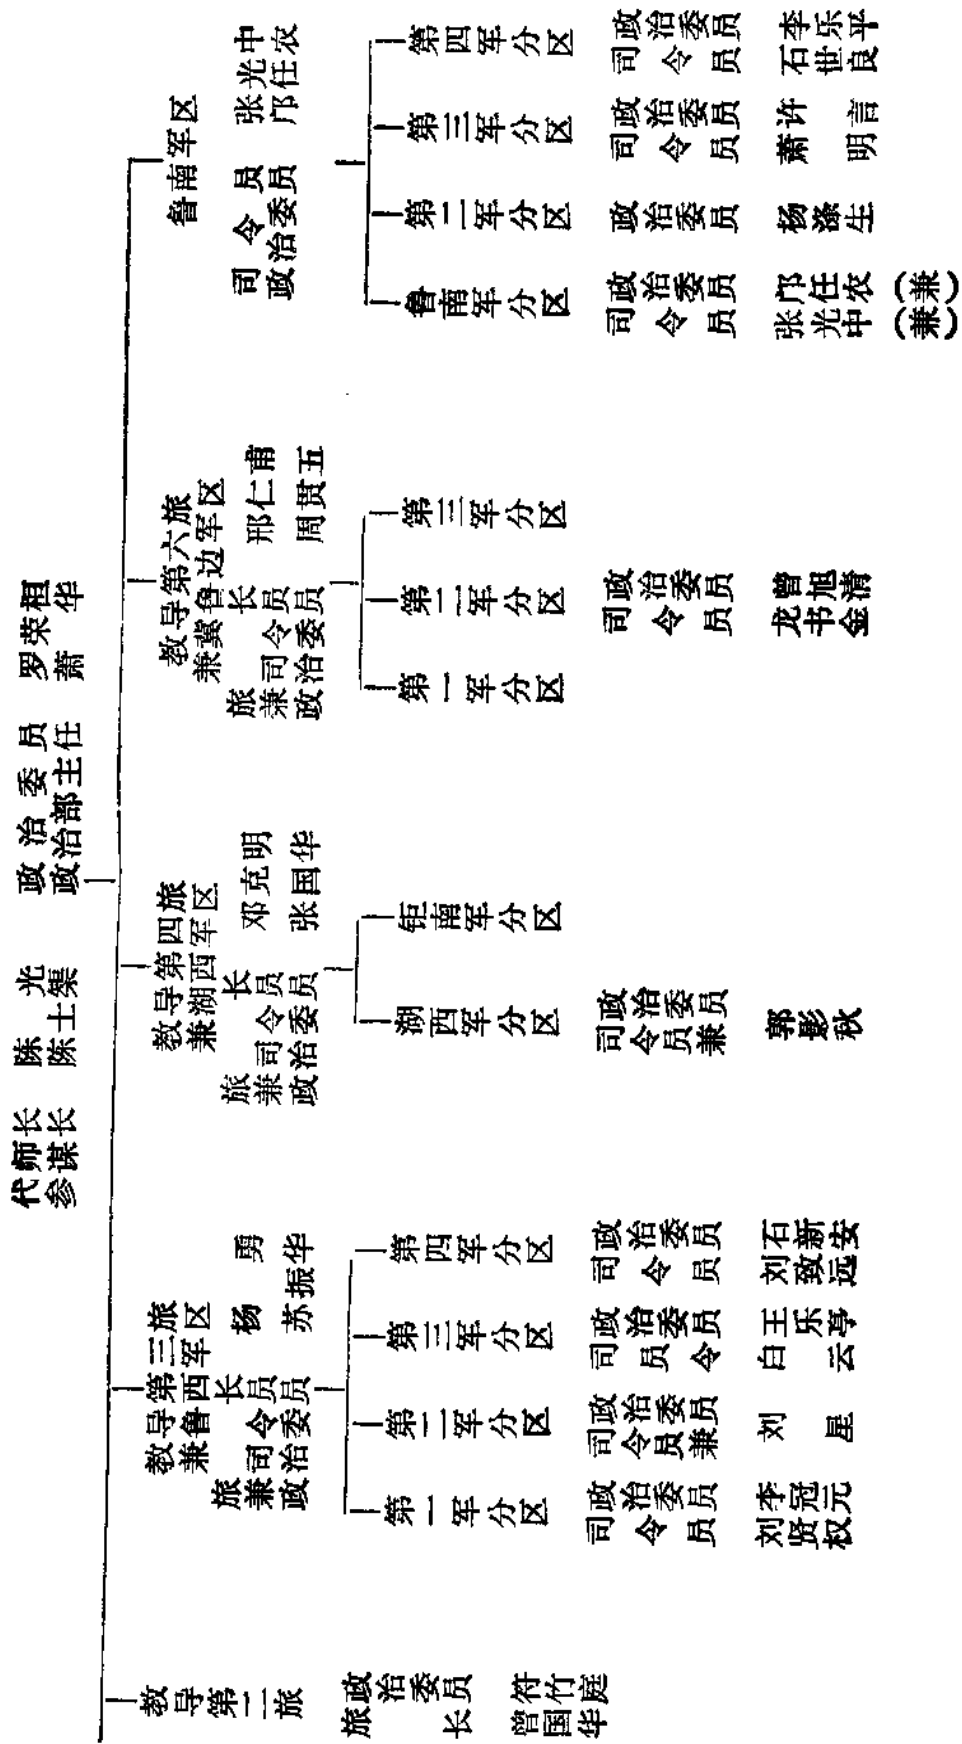 代师长 陈 光 政治委员 罗荣桓
参谋长 陈士榘 政治部主任 萧 华
教导第二旅
旅长 曾国华
政治委员 符竹庭
教导第三旅
兼鲁西军区
旅长
兼司令员 杨 勇
政治委员 苏振华
第一军分区
司令员 刘贤权
政治委员 李冠元
第二军分区
司令员兼
政治委员
刘 星
第三军分区
司令员 白 云
政治委员 王乐亭
第四军分区
司令员 刘致远
政治委员 石新安
教导第四旅
兼湖西军区
旅长
兼司令员 邓克明
政治委员 张国华
湖西军分区
司令员兼
政治委员
郭影秋
钜南军分区
教导第六旅
兼冀鲁边军区
旅长
兼司令员 邢仁甫
政治委员 周贯五
第一军分区
第二军分区
司令员 龙书金
政治委员 曾旭清
第三军分区
鲁南军区
司令员 张光中
政治委员 邝任农
鲁南军分区
司令员 张光中(兼)
政治委员 邝任农(兼)
第二军分区
政治委员 杨涤生
第三军分区
司令员 萧 明
政治委员 许 言
第四军分区
司令员 石世良
政治委员 李乐平